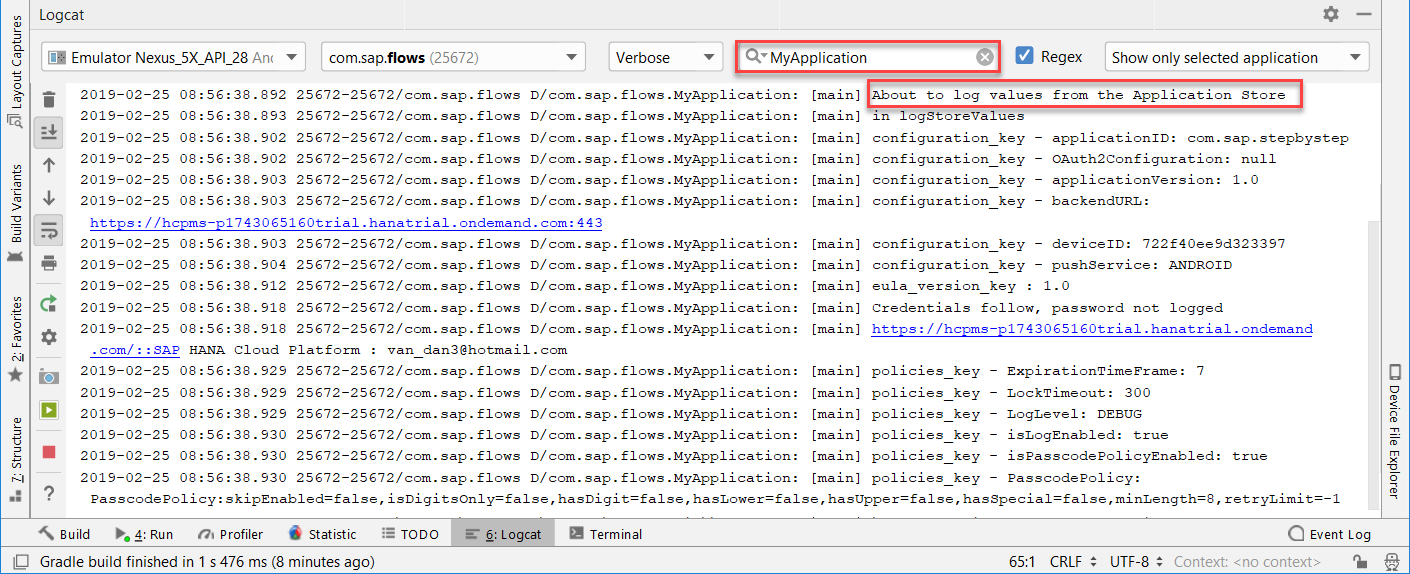 Logcat
Emulator Nexus_5X_API_28 And
com.sap.flows (25672)
Verbose
MyApplication
Regex
Show only selected application
2019-02-25 08:56:38.892 25672-25672/com.sap.flows D/com.sap.flows.MyApplication: [main] About to log values from the Application Store
2019-02-25 08:56:38.893 25672-25672/com.sap.flows D/com.sap.flows.MyApplication: [main] in logStoreValues
2019-02-25 08:56:38.902 25672-25672/com.sap.flows D/com.sap.flows.MyApplication: [main] configuration_key - applicationID: com.sap.stepbystep
2019-02-25 08:56:38.902 25672-25672/com.sap.flows D/com.sap.flows.MyApplication: [main] configuration_key - OAuth2Configuration: null
2019-02-25 08:56:38.903 25672-25672/com.sap.flows D/com.sap.flows.MyApplication: [main] configuration_key - applicationVersion: 1.0
2019-02-25 08:56:38.903 25672-25672/com.sap.flows D/com.sap.flows.MyApplication: [main] configuration_key - backendURL:
https://hcpms-p1743065160trial.hanatrial.ondemand.com:443
2019-02-25 08:56:38.903 25672-25672/com.sap.flows D/com.sap.flows.MyApplication: [main] configuration_key - deviceID: 722f40ee9d323397
2019-02-25 08:56:38.904 25672-25672/com.sap.flows D/com.sap.flows.MyApplication: [main] configuration_key - pushService: ANDROID
2019-02-25 08:56:38.912 25672-25672/com.sap.flows D/com.sap.flows.MyApplication: [main] eula_version_key : 1.0
2019-02-25 08:56:38.918 25672-25672/com.sap.flows D/com.sap.flows.MyApplication: [main] Credentials follow, password not logged
2019-02-25 08:56:38.918 25672-25672/com.sap.flows D/com.sap.flows.MyApplication: [main] https://hcpms-p1743065160trial.hanatrial.ondemand
.com/::SAP HANA Cloud Platform : van_dan3@hotmail.com
2019-02-25 08:56:38.929 25672-25672/com.sap.flows D/com.sap.flows.MyApplication: [main] policies_key - ExpirationTimeFrame: 7
2019-02-25 08:56:38.929 25672-25672/com.sap.flows D/com.sap.flows.MyApplication: [main] policies_key - LockTimeout: 300
2019-02-25 08:56:38.929 25672-25672/com.sap.flows D/com.sap.flows.MyApplication: [main] policies_key - LogLevel: DEBUG
2019-02-25 08:56:38.930 25672-25672/com.sap.flows D/com.sap.flows.MyApplication: [main] policies_key - isLogEnabled: true
2019-02-25 08:56:38.930 25672-25672/com.sap.flows D/com.sap.flows.MyApplication: [main] policies_key - isPasscodePolicyEnabled: true
2019-02-25 08:56:38.930 25672-25672/com.sap.flows D/com.sap.flows.MyApplication: [main] policies_key - PasscodePolicy:
PasscodePolicy:skipEnabled=false,isDigitsOnly=false,hasDigit=false,hasLower=false,hasUpper=false,hasSpecial=false,minLength=8,retryLimit=-1
Layout Captures
Build Variants
2: Favorites
7: Structure
?
Device File Explorer
Build
4: Run
Profiler
Statistic
TODO
6: Logcat
Terminal
Event Log
Gradle build finished in 1 s 476 ms (8 minutes ago)
65:1
CRLF
UTF-8
Context: <no context>